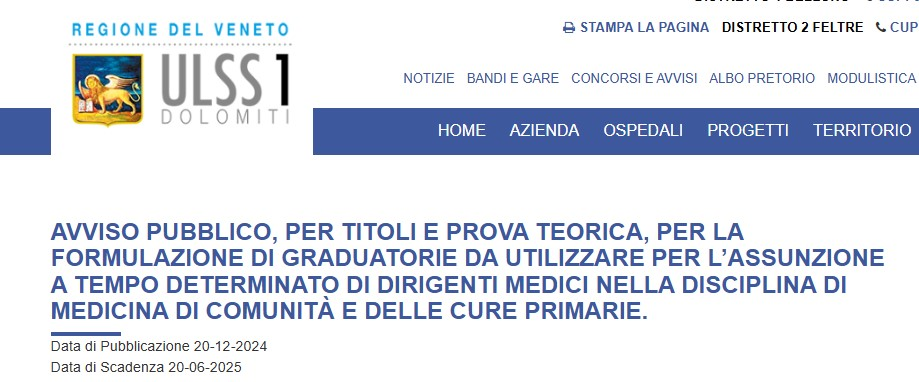 REGIONE DEL VENETO
ULSS 1
DOLOMITI
STAMPA LA PAGINA DISTRETTO 2 FELTRE CUP
NOTIZIE BANDI E GARE CONCORSI E AVVISI ALBO PRETORIO MODULISTICA
HOME AZIENDA OSPEDALI PROGETTI TERRITORIO
AVVISO PUBBLICO, PER TITOLI E PROVA TEORICA, PER LA
FORMULAZIONE DI GRADUATORIE DA UTILIZZARE PER L’ASSUNZIONE
A TEMPO DETERMINATO DI DIRIGENTI MEDICI NELLA DISCIPLINA DI
MEDICINA DI COMUNITÀ E DELLE CURE PRIMARIE.
Data di Pubblicazione 20-12-2024
Data di Scadenza 20-06-2025